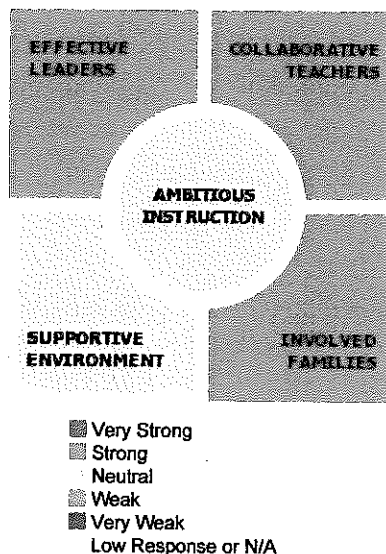 EFFECTIVE
LEADERS
COLLABORATIVE
TEACHERS
AMBITIOUS
INSTRUCTION
SUPPORTIVE
ENVIRONMENT
INVOLVED
FAMILIES
Very Strong
Strong
Neutral
Weak
Very Weak
Low Response or N/A